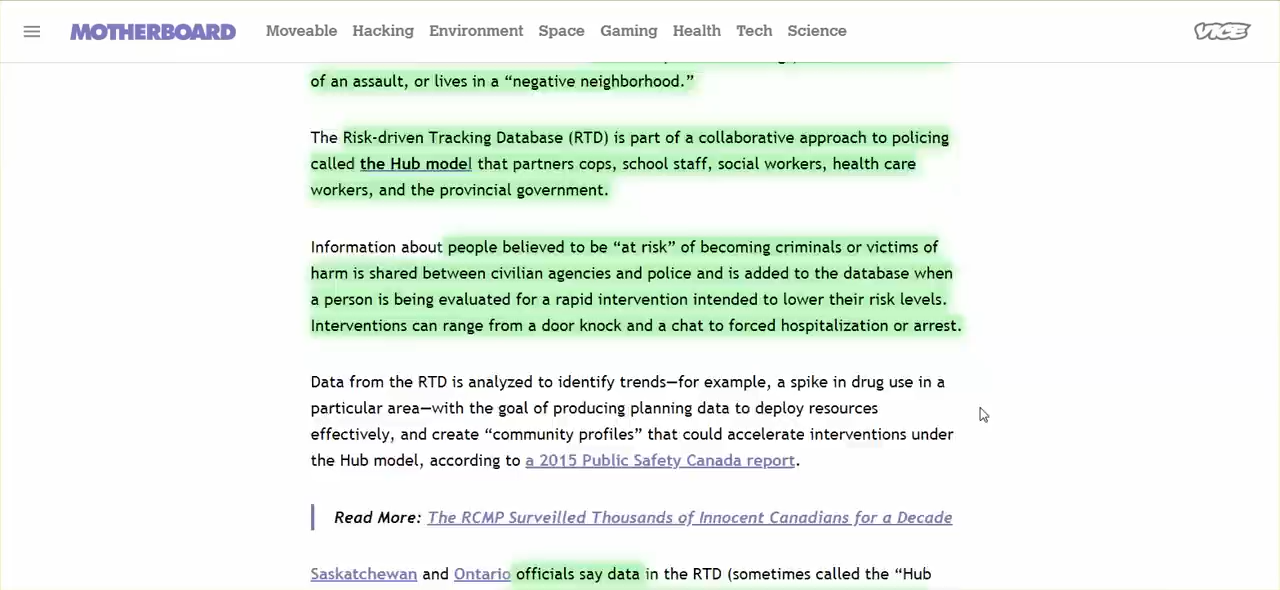 MOTHERBOARD Moveable Hacking Environment Space Gaming Health Tech Science VICE
of an assault, or lives in a “negative neighborhood.”
The Risk-driven Tracking Database (RTD) is part of a collaborative approach to policing
called the Hub model that partners cops, school staff, social workers, health care
workers, and the provincial government.
Information about people believed to be “at risk” of becoming criminals or victims of
harm is shared between civilian agencies and police and is added to the database when
a person is being evaluated for a rapid intervention intended to lower their risk levels.
Interventions can range from a door knock and a chat to forced hospitalization or arrest.
Data from the RTD is analyzed to identify trends—for example, a spike in drug use in a
particular area—with the goal of producing planning data to deploy resources
effectively, and create “community profiles” that could accelerate interventions under
the Hub model, according to a 2015 Public Safety Canada report.
Read More: The RCMP Surveilled Thousands of Innocent Canadians for a Decade
Saskatchewan and Ontario officials say data in the RTD (sometimes called the “Hub